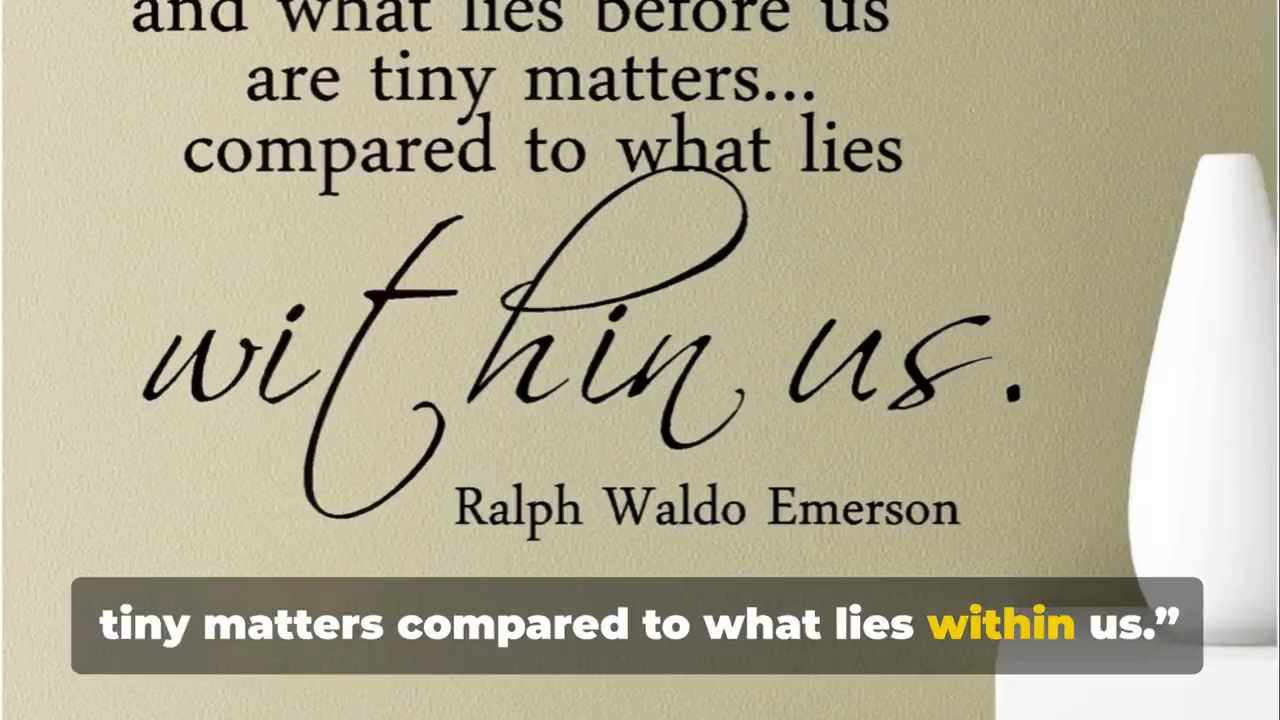 and what lies before us
are tiny matters...
compared to what lies
within us.
Ralph Waldo Emerson
tiny matters compared to what lies within us.”